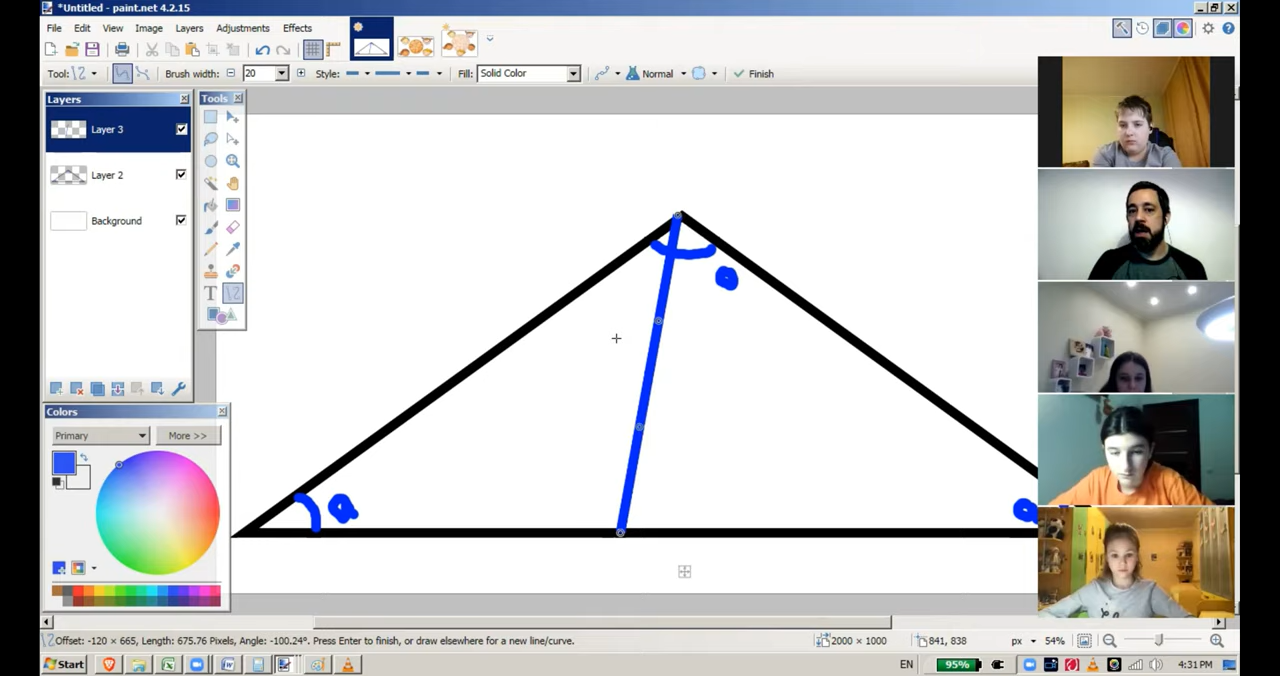 *Untitled - paint.net 4.2.15
File Edit View Image Layers Adjustments Effects
Tool: Brush width: 20 Style: Fill: Solid Color Normal Finish
Layers
Tools
Layer 3
Layer 2
Background
T
a
a
a
Colors
Primary
More >>
Offset: -120 × 665, Length: 675.76 Pixels, Angle: -100.24°. Press Enter to finish, or draw elsewhere for a new line/curve.
2000 × 1000
841, 838
px
54%
Start
EN
95%
4:31 PM